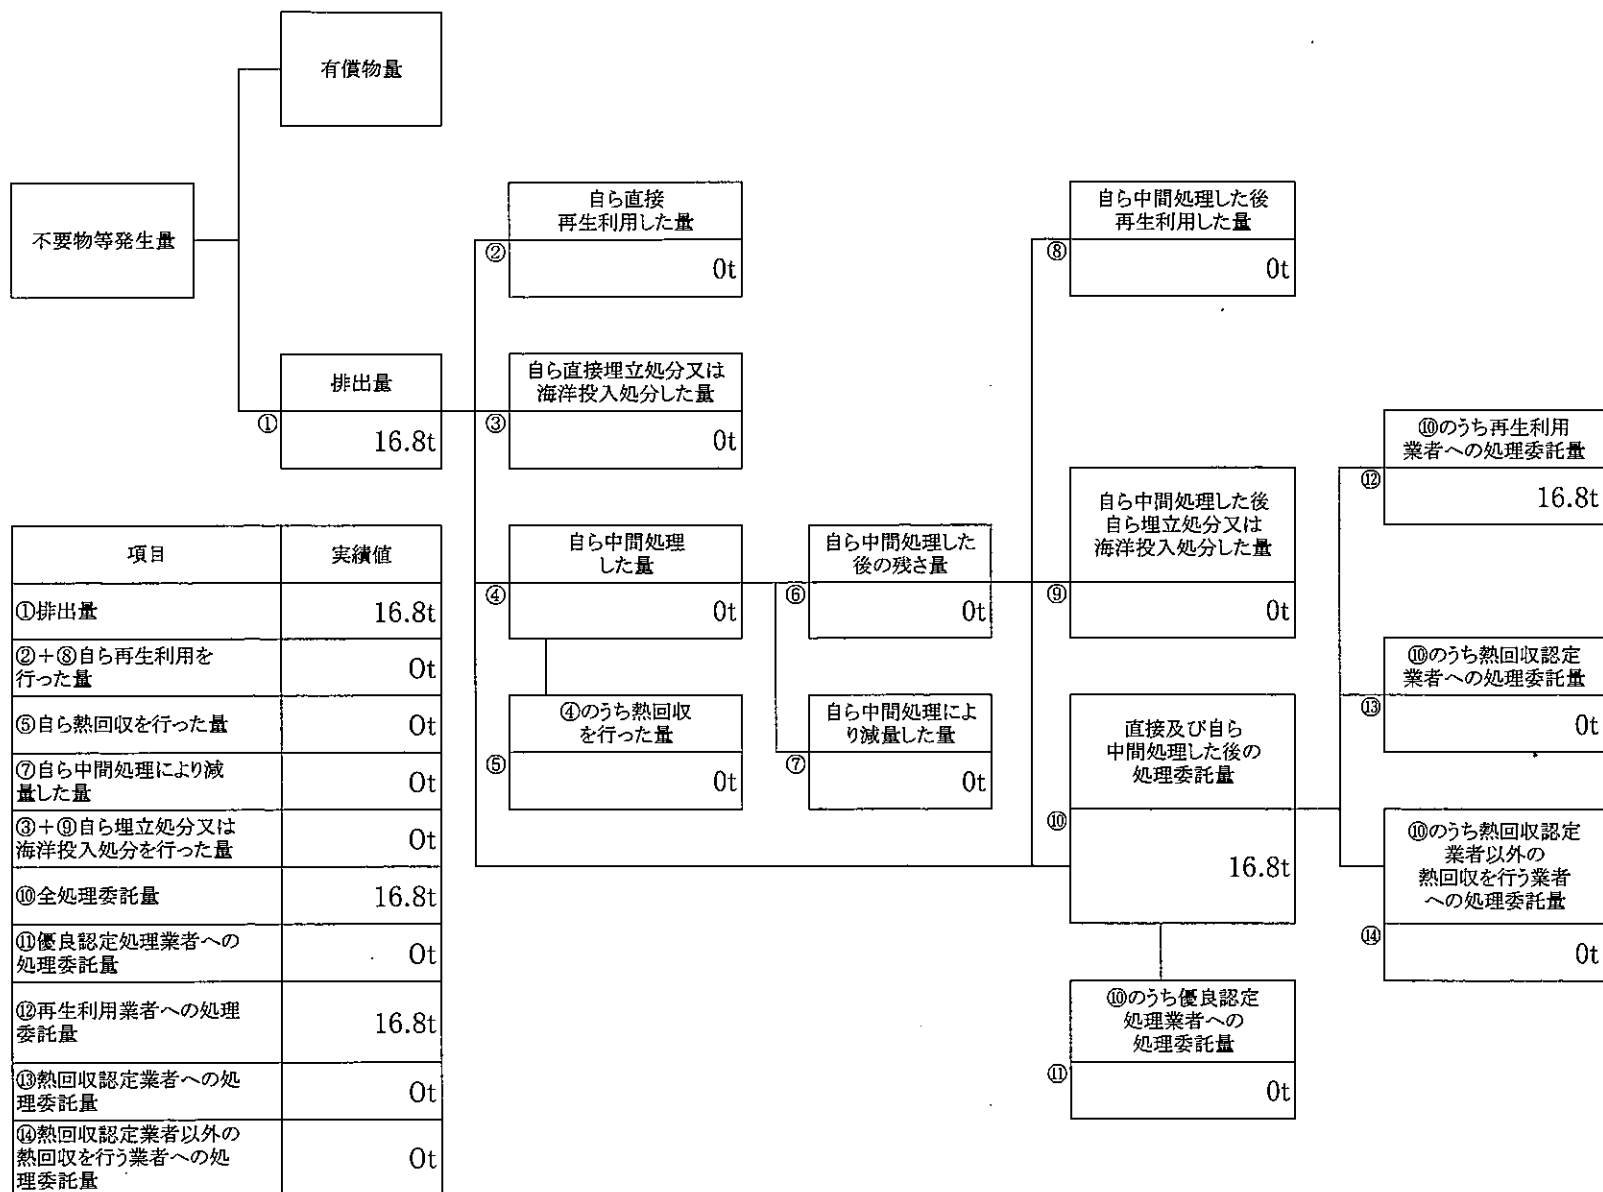 有償物量
不要物等発生量
排出量
①
16.8t
自ら直接
再生利用した量
②
0t
自ら直接埋立処分又は
海洋投入処分した量
③
0t
自ら中間処理
した量
④
0t
④のうち熱回収
を行った量
⑤
0t
自ら中間処理した
後の残さ量
⑥
0t
自ら中間処理によ
り減量した量
⑦
0t
自ら中間処理した後
再生利用した量
⑧
0t
自ら中間処理した後
自ら埋立処分又は
海洋投入処分した量
⑨
0t
直接及び自ら
中間処理した後の
処理委託量
⑩
16.8t
⑩のうち優良認定
処理業者への
処理委託量
⑪
0t
⑩のうち再生利用
業者への処理委託量
⑫
16.8t
⑩のうち熱回収認定
業者への処理委託量
⑬
0t
⑩のうち熱回収認定
業者以外の
熱回収を行う業者
への処理委託量
⑭
0t
項目 実績値
①排出量 16.8t
②+⑧自ら再生利用を
行った量 0t
⑤自ら熱回収を行った量 0t
⑦自ら中間処理により減
量した量 0t
③+⑨自ら埋立処分又は
海洋投入処分を行った量 0t
⑩全処理委託量 16.8t
⑪優良認定処理業者への
処理委託量 0t
⑫再生利用業者への処理
委託量 16.8t
⑬熱回収認定業者への処
理委託量 0t
⑭熱回収認定業者以外の
熱回収を行う業者への処
理委託量 0t